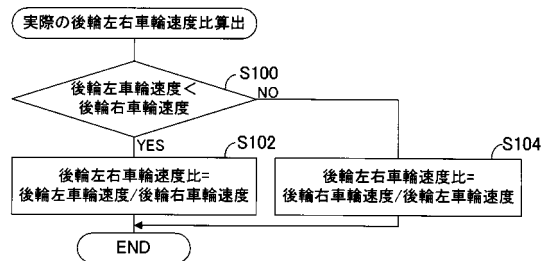 実際の後輪左右車輪速度比算出
S100
後輪左車輪速度<
後輪右車輪速度
NO
YES
S102
後輪左右車輪速度比=
後輪左車輪速度/後輪右車輪速度
S104
後輪左右車輪速度比=
後輪右車輪速度/後輪左車輪速度
END